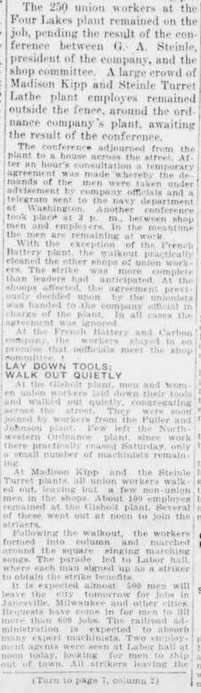 The 250 union workers at the
Four Lakes plant remained on the
job, pending the result of the con-
ference between G. A. Steinle,
president of the company, and the
shop committee. A large crowd of
Madison Kipp and Steinle Turret
Lathe plant employes remained
outside the fence, around the ord-
nance company's plant, awaiting
the result of the conference.
The conference adjourned from the
plant to a house across the street. Af-
ter an hour's consultation a temporary
agreement was made whereby the de-
mands of the men were taken under
advisement by company officials and a
telegram sent to the navy department
at Washington. Another conference
took place at 3 p. m., between shop
men and employers. In the meantime
the men are remaining at work.
With the exception of the French
Battery plant, the walkout practically
cleaned the other shops of union work-
ers. The strike was more complete
than leaders had anticipated. At the
shoops affected, the agreement previ-
ously decided upon by the unionists
was handed to the company official in
charge of the plant. In all cases the
agreement was ignored.
At the French Battery and Carbon
company, the workers stayed in on
promise that oofficials meet the shop
committee.
LAY DOWN TOOLS:
WALK OUT QUIETLY
At the Gisholt plant, men and wom-
en union workers laid down their tools
and walked out quietly, congregating
across the street. They were soon
joined by workers from the Fuller and
Johnson plant. Few left the North-
western Ordnance plant, since work
there practically ceased Saturday, only
a small number of machinists remain-
ing.
At Madison Kipp and the Steinle
Turret plants, all union workers walk-
ed out, leaving but a few non-union
men in the shops. About 100 employes
remained at the Gisholt plant. Several
of these went out at noon to join the
strikers.
Following the walkout, the workers
formed into column and marched
around the square singing marching
songs. The parade led to Labor hall,
where each man signed up as a striker
to obtain the strike benefits.
It is expected almost 500 men will
leave the city tomorrow for jobs in
Janesville, Milwaukee and other cities.
Requests have come for men to fill
more than 600 jobs. The railroad ad-
ministration is expected to absorb
many expert machinists. Two employ-
ment agents were seen at Labor hall at
noon today, looking for men to ship
out of town. All strikers leaving the
(Turn to page 7, column 2)